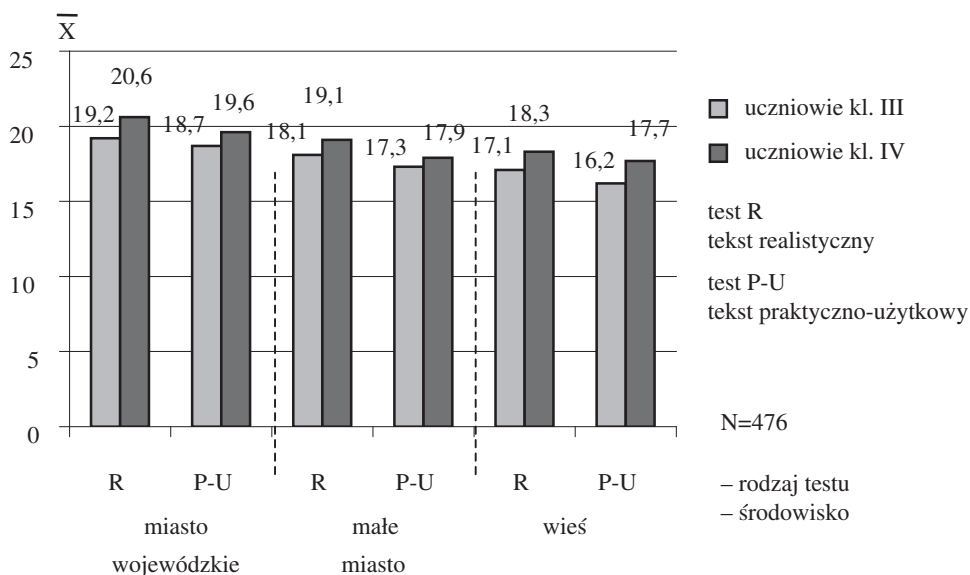 X
25
20
15
10
5
0
19,2
20,6
18,7
19,6
18,1
19,1
17,3
17,9
17,1
18,3
16,2
17,7
R
P-U
R
P-U
R
P-U
miasto
wojewódzkie
małe
miasto
wieś
uczniowie kl. III
uczniowie kl. IV
test R
tekst realistyczny
test P-U
tekst praktyczno-użytkowy
N=476
– rodzaj testu
– środowisko